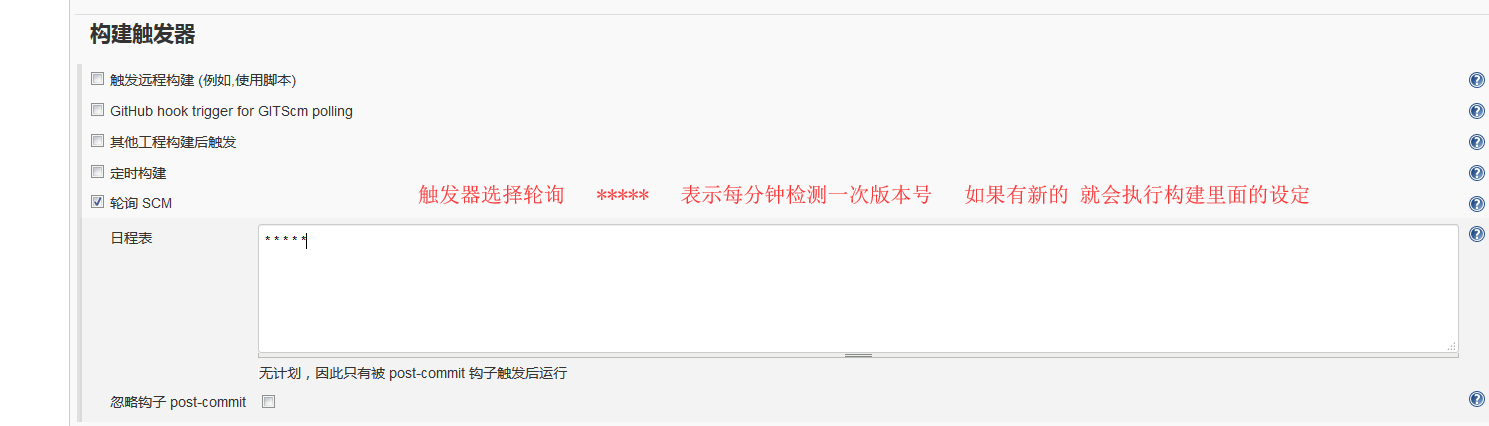 构建触发器
触发远程构建 (例如,使用脚本)
GitHub hook trigger for GITScm polling
其他工程构建后触发
定时构建
触发器选择轮询 ***** 表示每分钟检测一次版本号 如果有新的 就会执行构建里面的设定
轮询 SCM
日程表
* * * * *
无计划，因此只有被 post-commit 钩子触发后运行
忽略钩子 post-commit